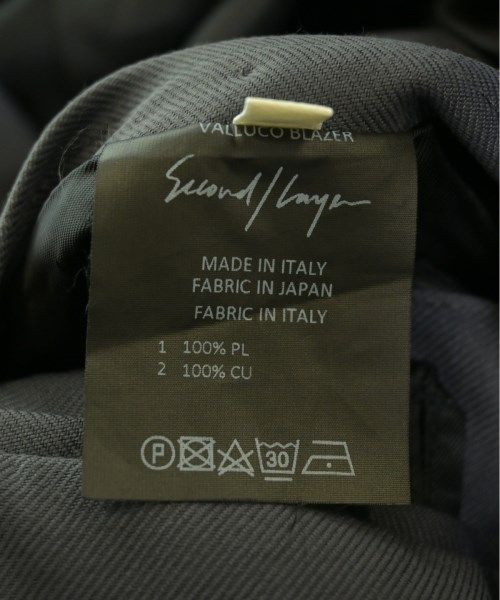 VALLUCO BLAZER
Second/Layer
MADE IN ITALY
FABRIC IN JAPAN
FABRIC IN ITALY
1 100% PL
2 100% CU
P
30